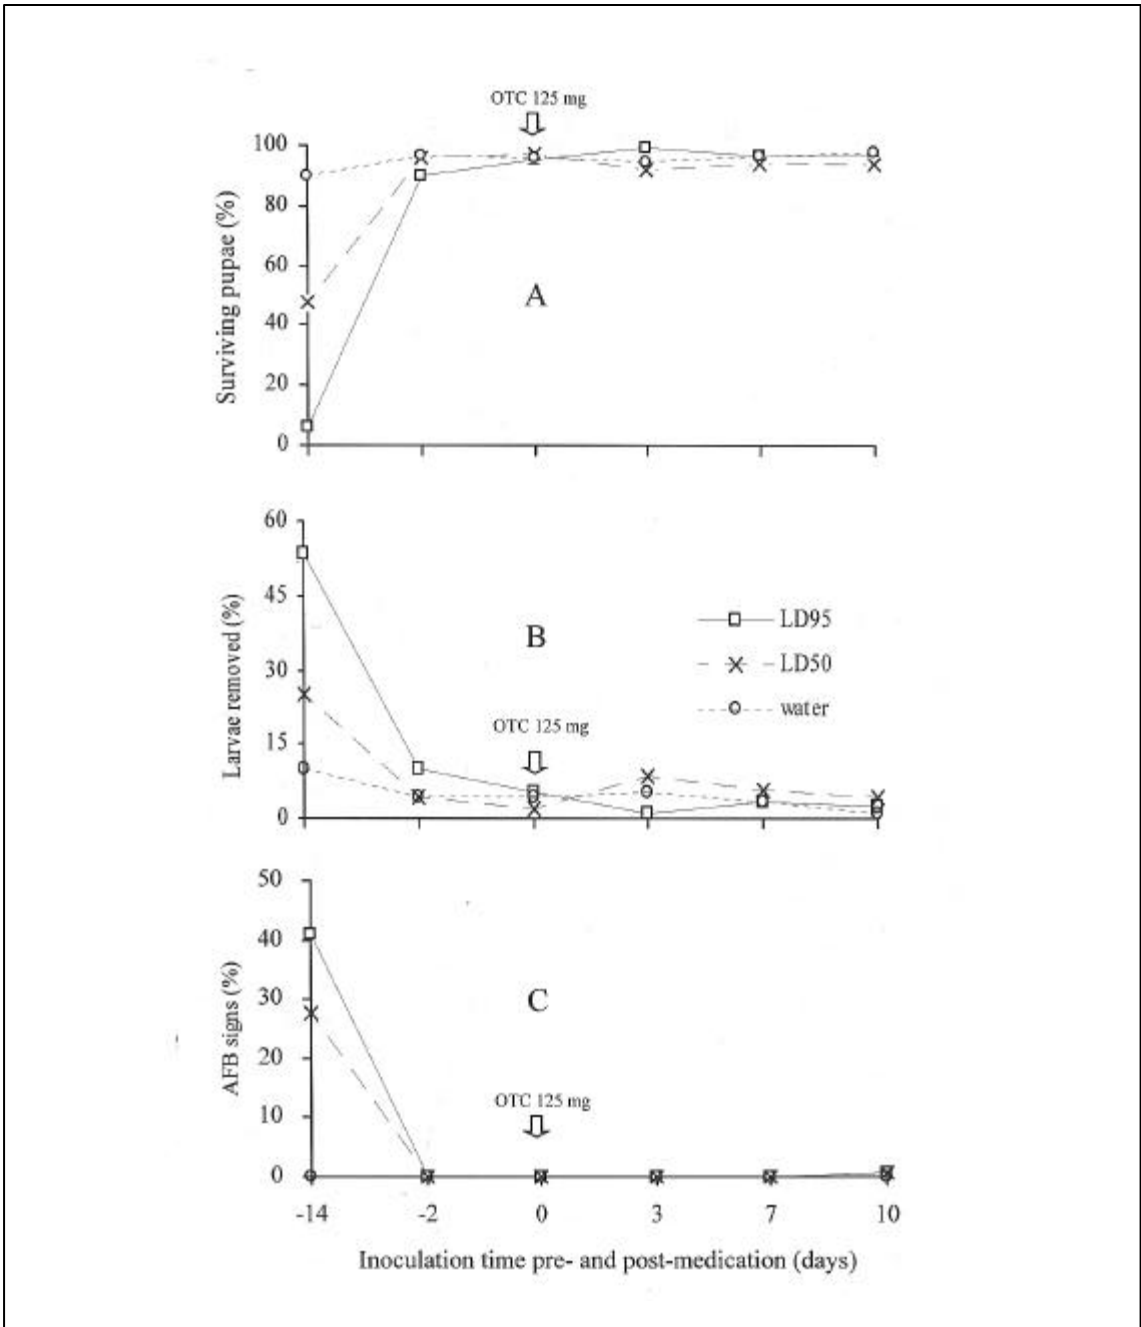 OTC 125 mg
100
80
60
40
20
0
Surviving pupae (%)
A
60
45
30
15
0
Larvae removed (%)
B
LD95
LD50
water
OTC 125 mg
50
40
30
20
10
0
AFB signs (%)
C
OTC 125 mg
-14 -2 0 3 7 10
Inoculation time pre- and post-medication (days)